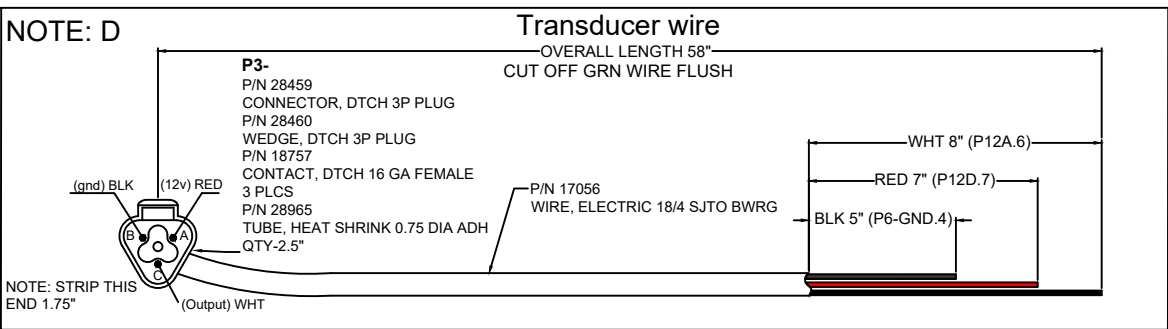 NOTE: D
Transducer wire
OVERALL LENGTH 58"
CUT OFF GRN WIRE FLUSH
P3-
P/N 28459
CONNECTOR, DTCH 3P PLUG
P/N 28460
WEDGE, DTCH 3P PLUG
P/N 18757
CONTACT, DTCH 16 GA FEMALE
3 PLCS
P/N 28965
TUBE, HEAT SHRINK 0.75 DIA ADH
QTY-2.5"
(gnd) BLK
(12v) RED
B
A
C
(Output) WHT
NOTE: STRIP THIS
END 1.75"
P/N 17056
WIRE, ELECTRIC 18/4 SJTO BWRG
WHT 8" (P12A.6)
RED 7" (P12D.7)
BLK 5" (P6-GND.4)